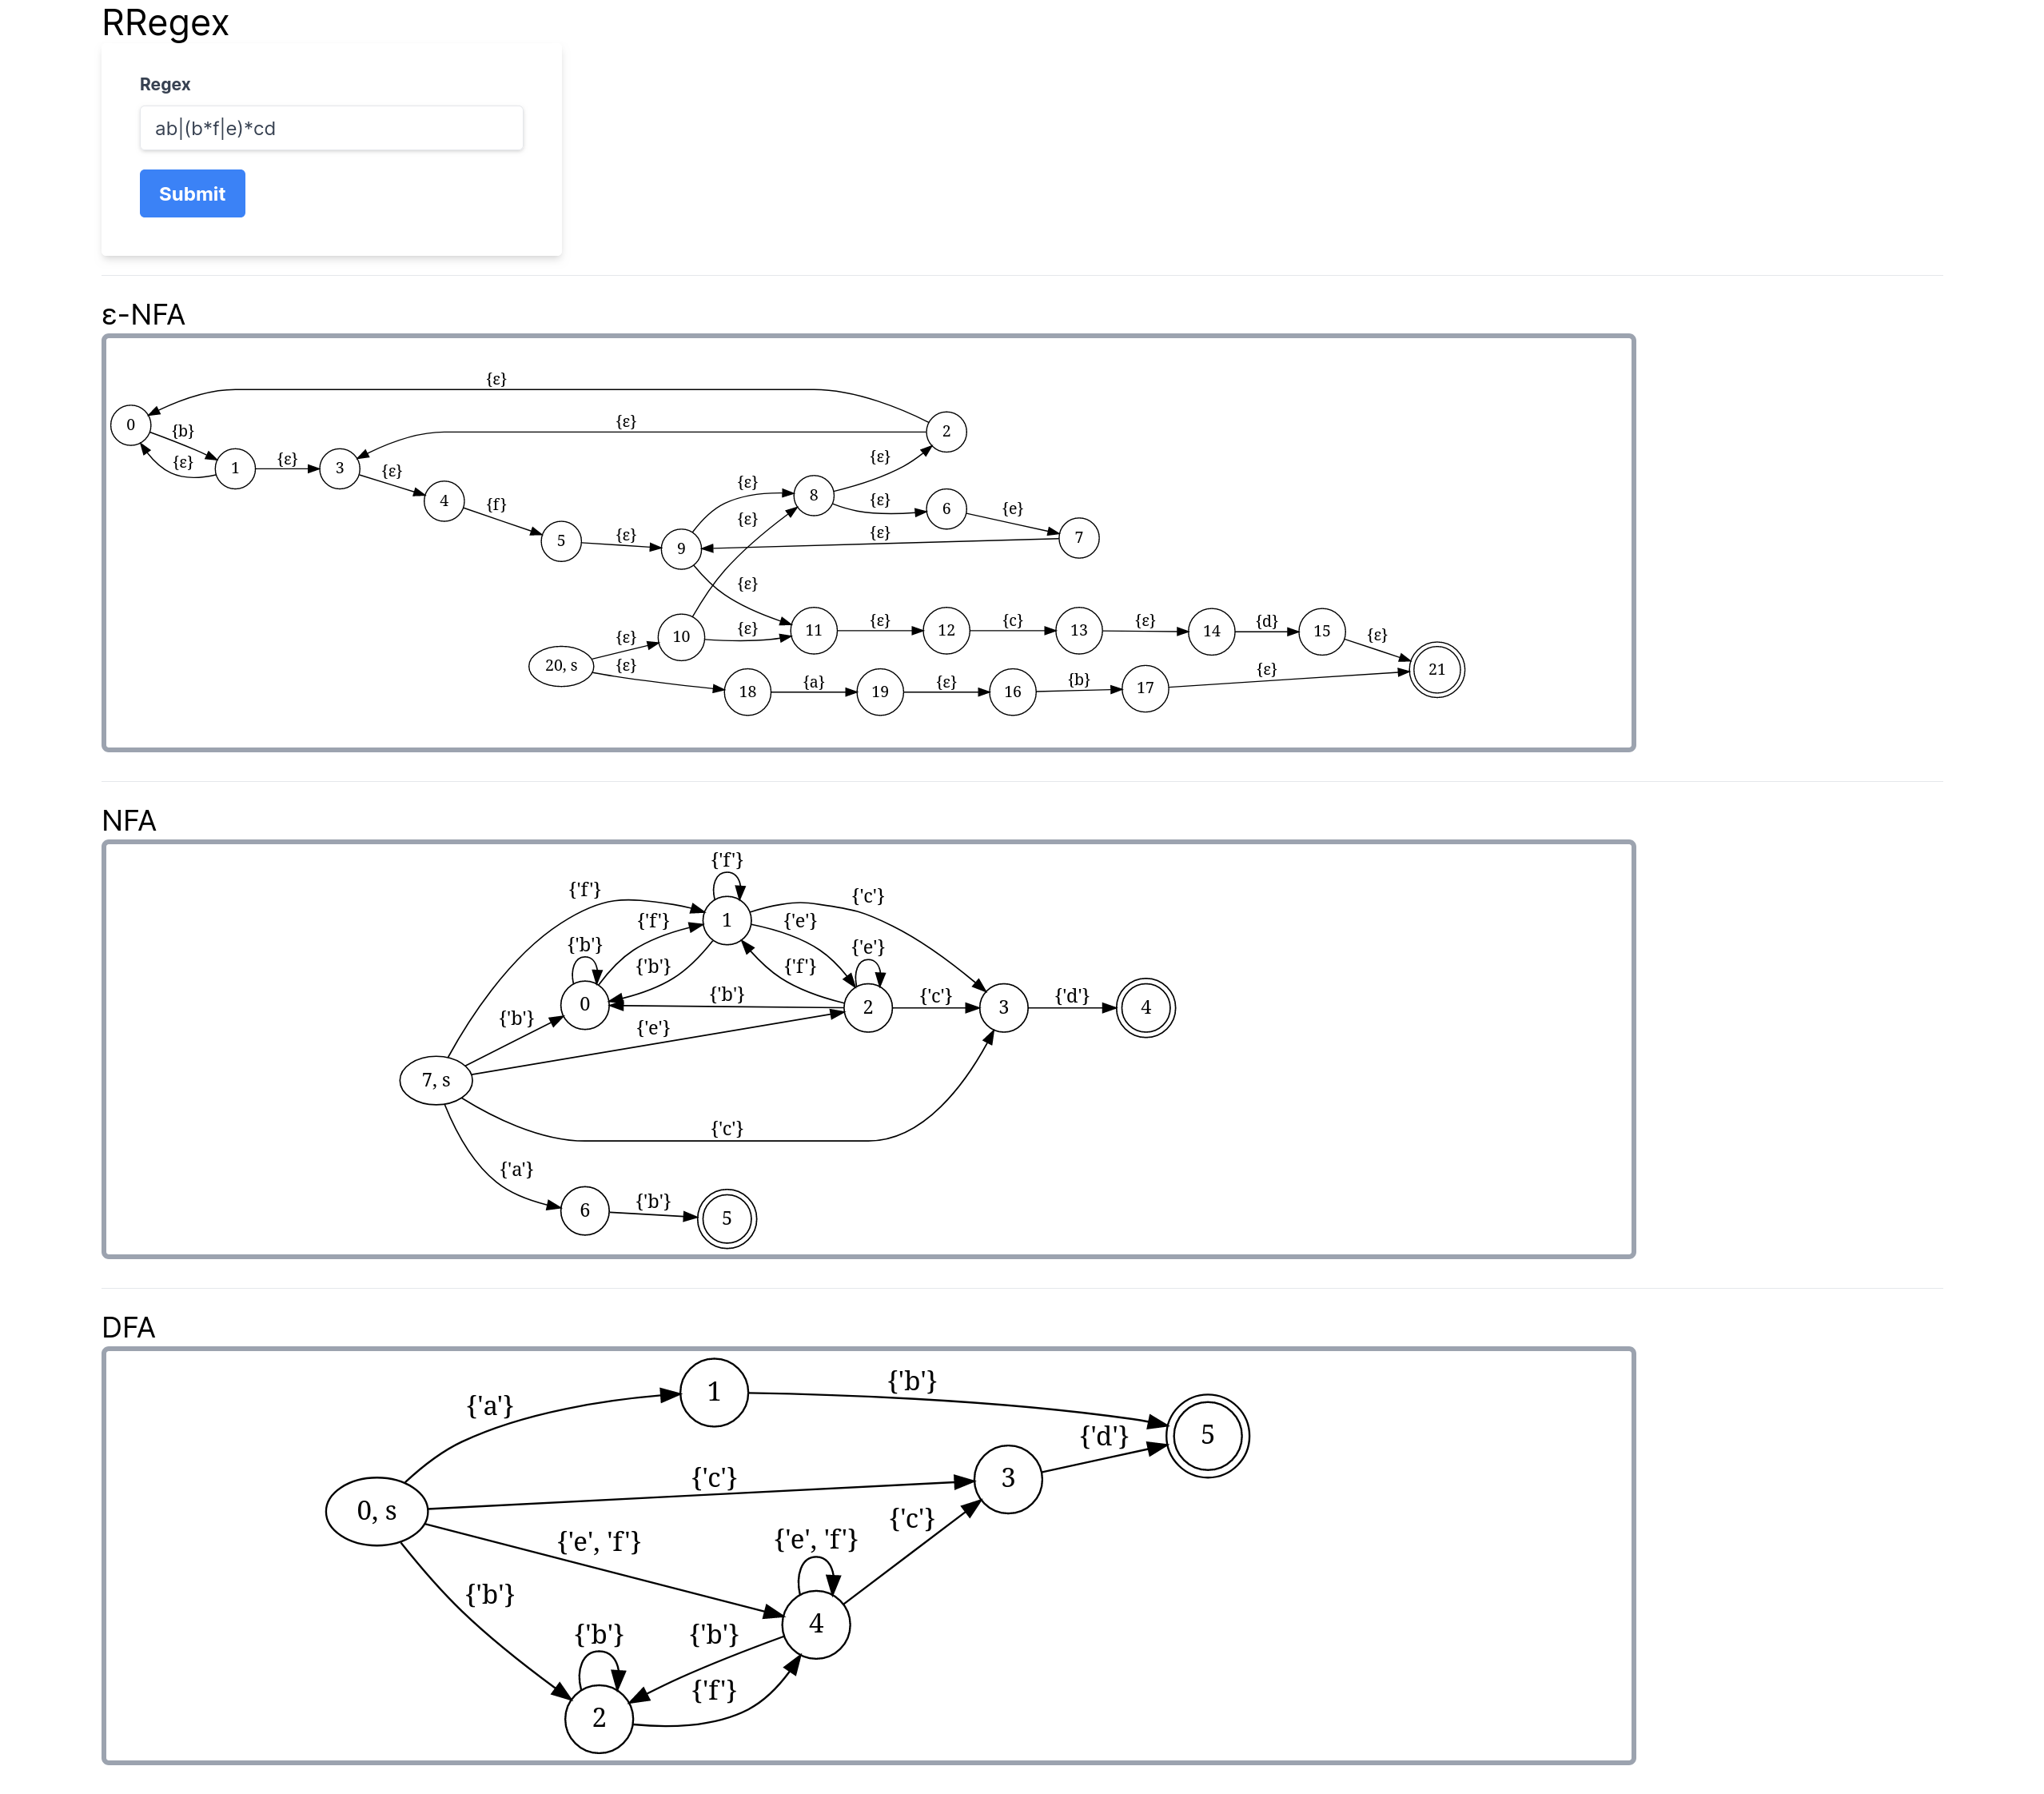 RRegex
Regex
ab|(b*f|e)*cd
Submit
ε-NFA
{ε}
0
{b}
{ε}
2
{ε}
1
{ε}
3
{ε}
{ε}
4
{f}
{ε}
8
{ε}
6
{e}
{ε}
5
{ε}
9
{ε}
7
{ε}
{ε}
10
{ε}
{ε}
11
{ε}
12
{c}
13
{ε}
14
{d}
15
{ε}
20, s
{ε}
18
{a}
19
{ε}
16
{b}
17
{ε}
21
NFA
{'f'}
{'f'}
{'c'}
{'f'}
1
{'e'}
{'b'}
{'b'}
{'f'}
{'e'}
0
{'b'}
2
{'c'}
3
{'d'}
4
{'b'}
{'e'}
7, s
{'c'}
{'a'}
6
{'b'}
5
DFA
{'a'}
1
{'b'}
{'d'}
5
{'c'}
3
0, s
{'c'}
{'e', 'f'}
{'e', 'f'}
{'b'}
4
{'b'}
{'b'}
{'f'}
2